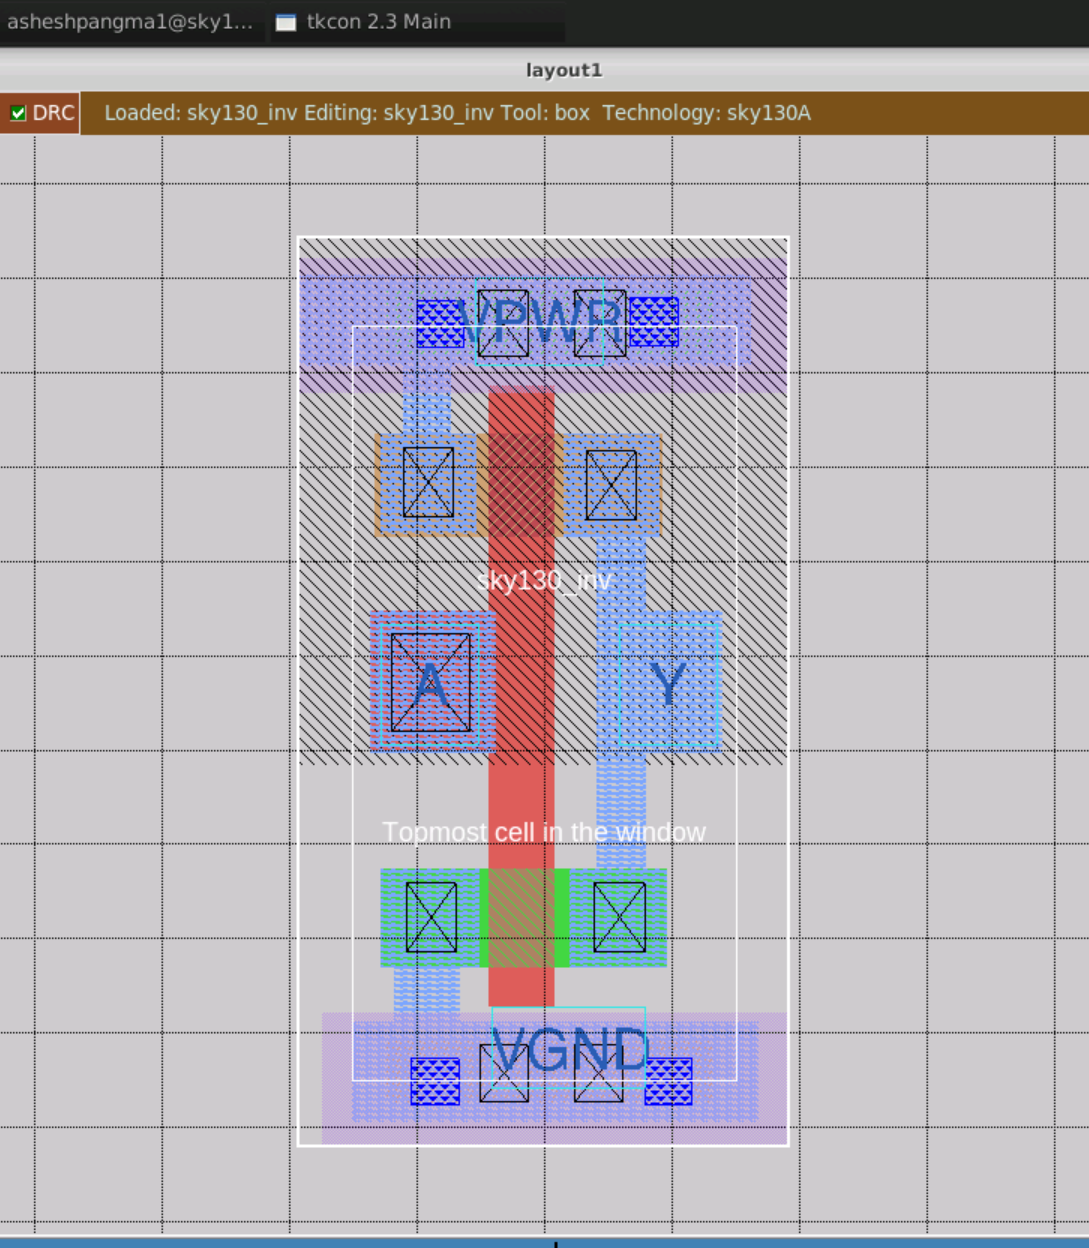 asheshpangma1@sky1... tkcon 2.3 Main
layout1
DRC Loaded: sky130_inv Editing: sky130_inv Tool: box Technology: sky130A
VPWR
sky130_inv
A Y
Topmost cell in the window
VGND